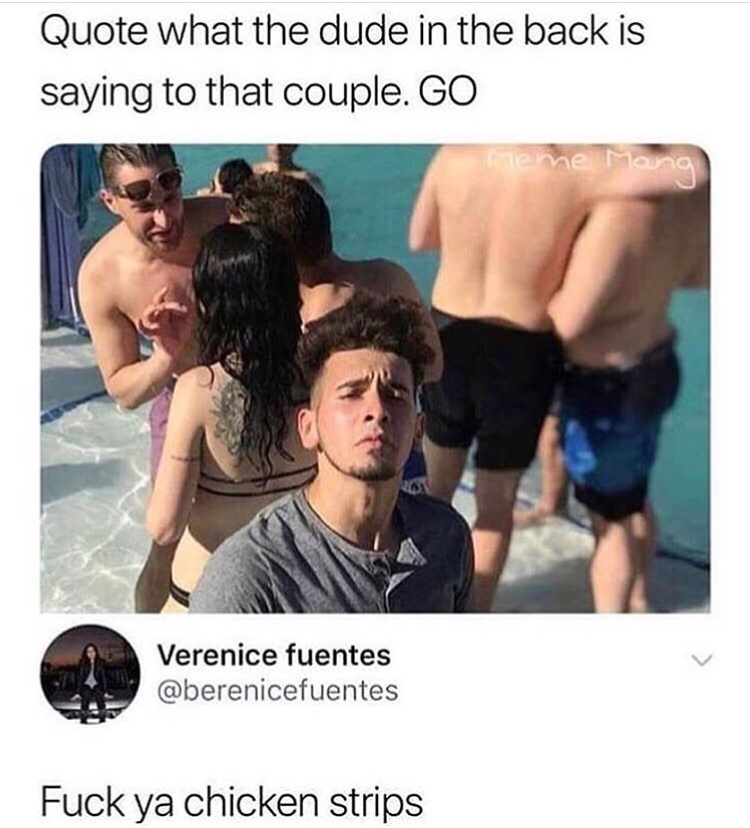 Quote what the dude in the back is
saying to that couple. GO
Meme Mang
Verenice fuentes
@berenicefuentes
Fuck ya chicken strips